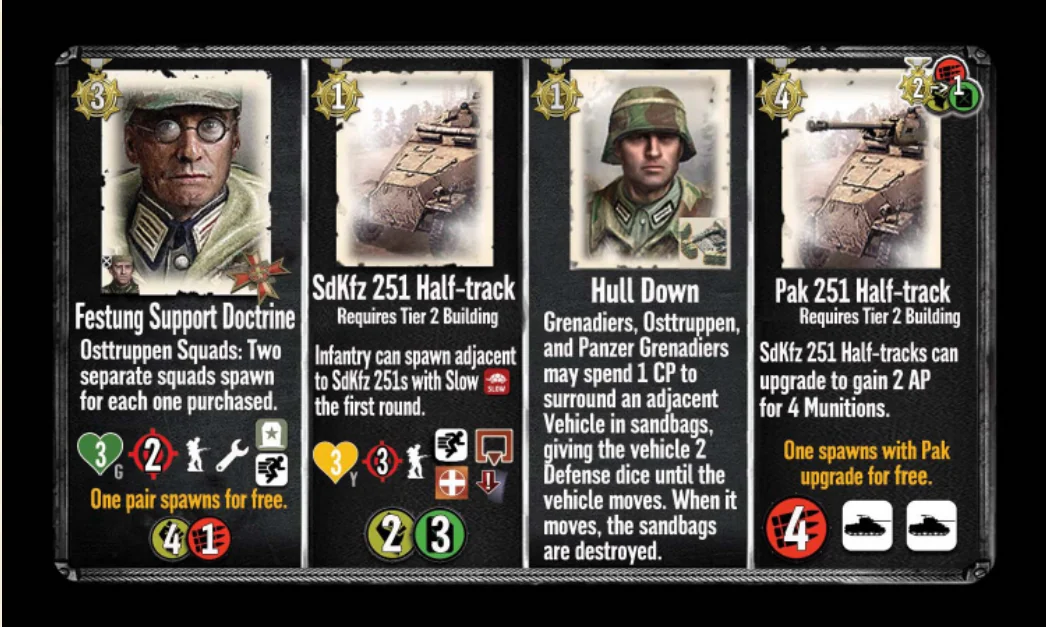 3
Festung Support Doctrine
Osttruppen Squads: Two
separate squads spawn
for each one purchased.
3 G 2
One pair spawns for free.
4 1
1
SdKfz 251 Half-track
Requires Tier 2 Building
Infantry can spawn adjacent
to SdKfz 251s with Slow SLOW
the first round.
3 Y 3
2 3
1
Hull Down
Grenadiers, Osttruppen,
and Panzer Grenadiers
may spend 1 CP to
surround an adjacent
Vehicle in sandbags,
giving the vehicle 2
Defense dice until the
vehicle moves. When it
moves, the sandbags
are destroyed.
4
2->1
Pak 251 Half-track
Requires Tier 2 Building
SdKfz 251 Half-tracks can
upgrade to gain 2 AP
for 4 Munitions.
One spawns with Pak
upgrade for free.
4